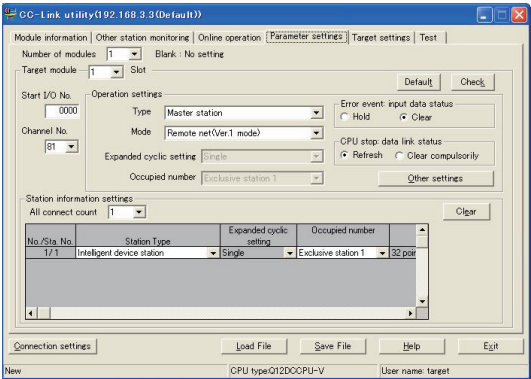 CC-Link utility(192.168.3.3(Default))
Module information Other station monitoring Online operation Parameter settings Target settings Test
Number of modules 1 Blank : No setting
Target module 1 Slot
Default Check
Start I/O No. Operation settings
0000 Type Master station
Error event: input data status
Hold Clear
Channel No. Mode Remote net(Ver.1 mode)
81
CPU stop: data link status
Expanded cyclic setting Single Refresh Clear compulsorily
Occupied number Exclusive station 1 Other settings
Station information settings
All connect count 1 Clear
No./Sta. No. Station Type Expanded cyclic setting Occupied number
1/1 Intelligent device station Single Exclusive station 1 32 poin
Connection settings Load File Save File Help Exit
New CPU type:Q12DCCPU-V User name: target